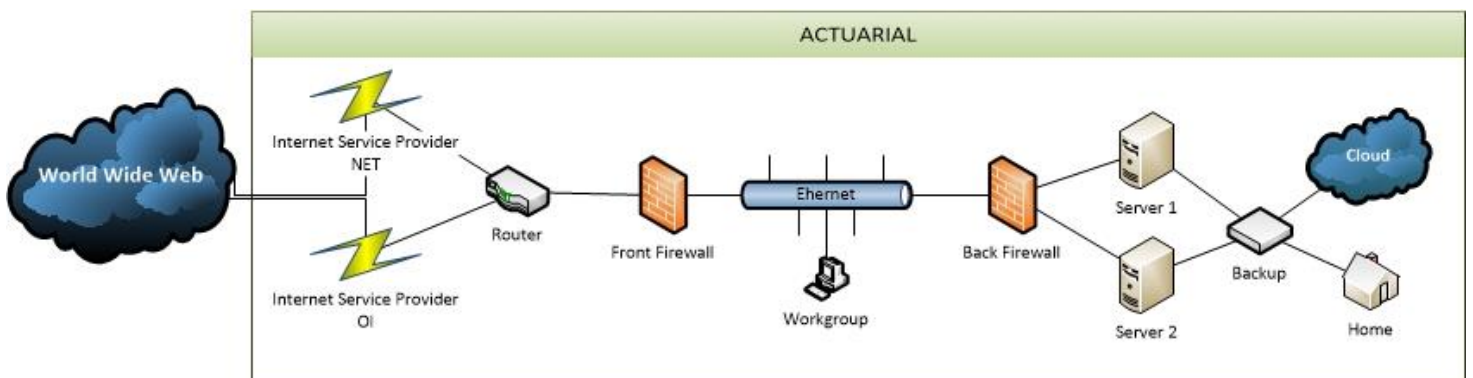 ACTUARIAL
World Wide Web
Internet Service Provider
NET
Internet Service Provider
OI
Router
Front Firewall
Ehernet
Workgroup
Back Firewall
Server 1
Server 2
Backup
Cloud
Home